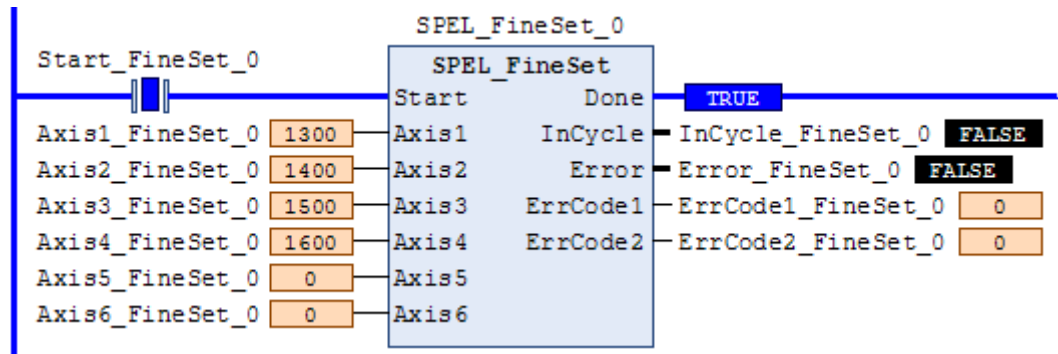 SPEL_FineSet_0
Start_FineSet_0
SPEL_FineSet
Start Done TRUE
Axis1_FineSet_0 1300 Axis1 InCycle InCycle_FineSet_0 FALSE
Axis2_FineSet_0 1400 Axis2 Error Error_FineSet_0 FALSE
Axis3_FineSet_0 1500 Axis3 ErrCode1 ErrCode1_FineSet_0 0
Axis4_FineSet_0 1600 Axis4 ErrCode2 ErrCode2_FineSet_0 0
Axis5_FineSet_0 0 Axis5
Axis6_FineSet_0 0 Axis6